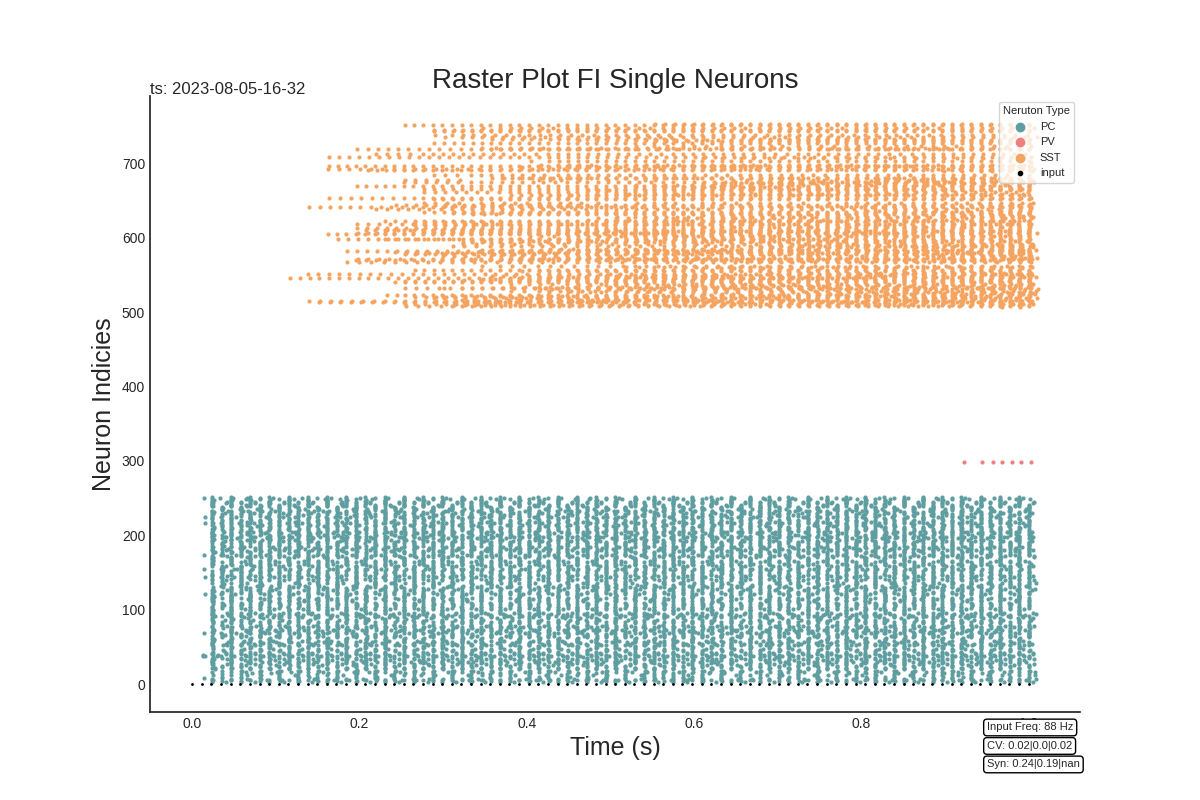 Raster Plot FI Single Neurons
ts: 2023-08-05-16-32
Neruton Type
PC
PV
SST
input
Neuron Indicies
700
600
500
400
300
200
100
0
0.0 0.2 0.4 0.6 0.8
Time (s)
Input Freq: 88 Hz
CV: 0.02|0.0|0.02
Syn: 0.24|0.19|nan